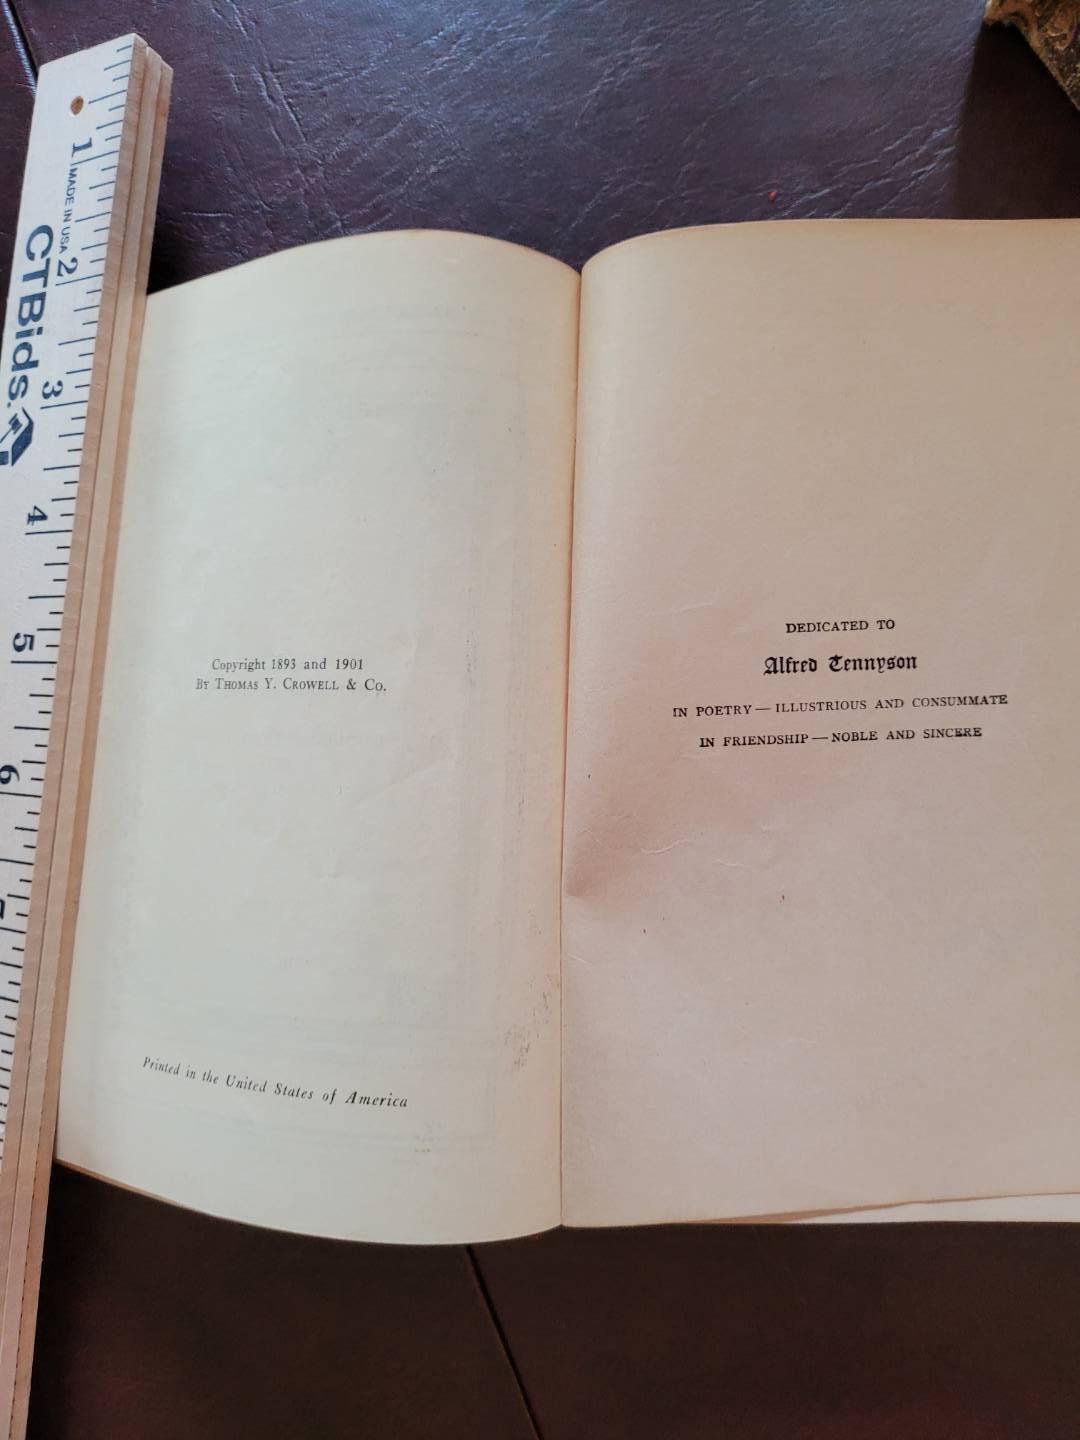 1
MADE IN USA
CTBids.
2
3
4
5
6
Copyright 1893 and 1901
By Thomas Y. Crowell & Co.
Printed in the United States of America
DEDICATED TO
Alfred Tennyson
IN POETRY — ILLUSTRIOUS AND CONSUMMATE
IN FRIENDSHIP — NOBLE AND SINCERE